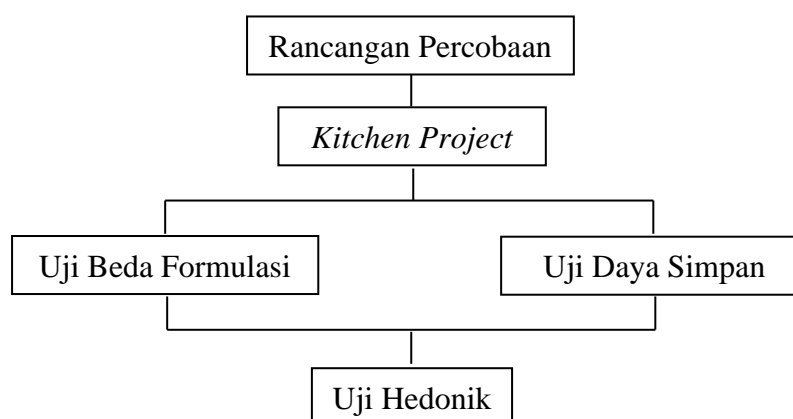 Rancangan Percobaan
Kitchen Project
Uji Beda Formulasi
Uji Daya Simpan
Uji Hedonik